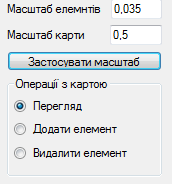 Масштаб елемнтів 0,035
Масштаб карти 0,5
Застосувати масштаб
Операції з картою
Перегляд
Додати елемент
Видалити елемент